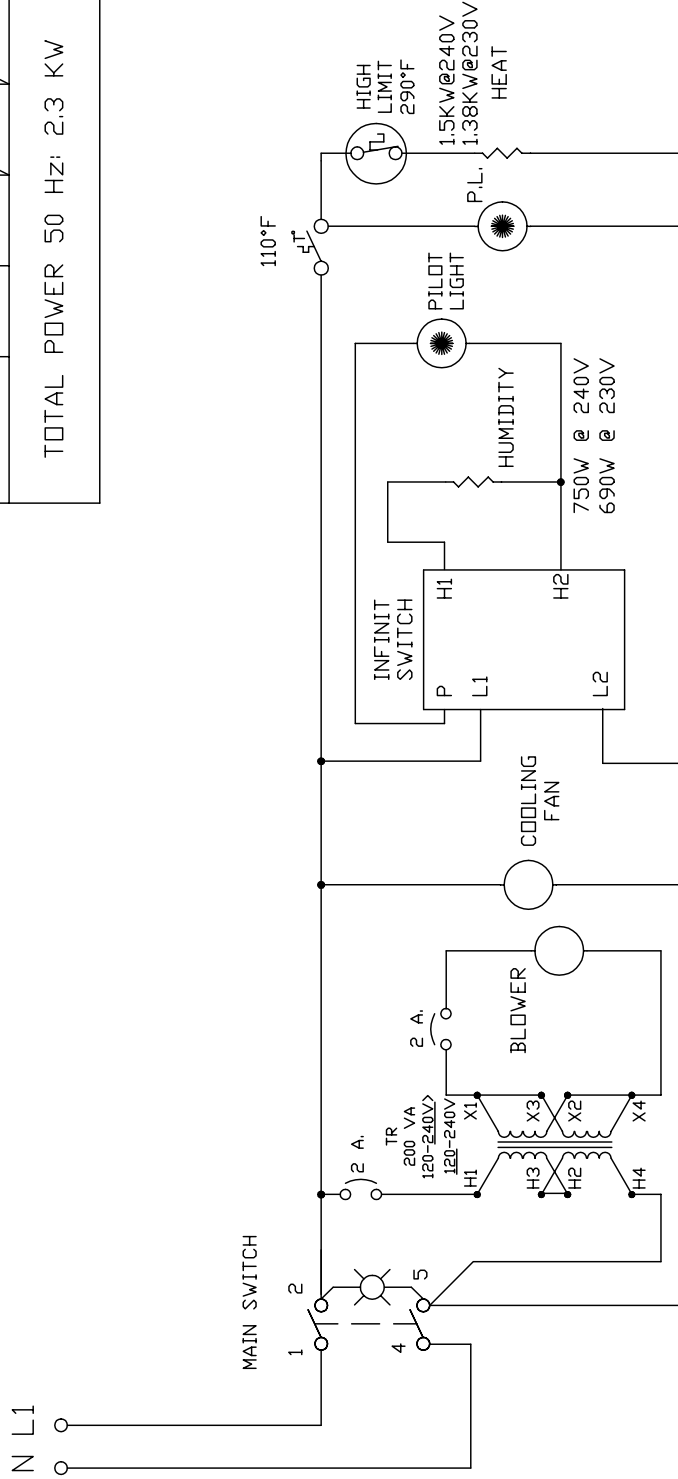 TOTAL POWER 50 Hz: 2.3 KW
N L1
MAIN SWITCH
1
2
4
5
2 A.
TR
200 VA
120-240V>
120-240V
H1
H3
H2
H4
X1
X3
X2
X4
2 A.
BLOWER
COOLING
FAN
INFINIT
SWITCH
P
L1
L2
H1
H2
HUMIDITY
750W @ 240V
690W @ 230V
PILOT
LIGHT
110°F
T
P.L.
HIGH
LIMIT
290°F
1.5KW@240V
1.38KW@230V
HEAT